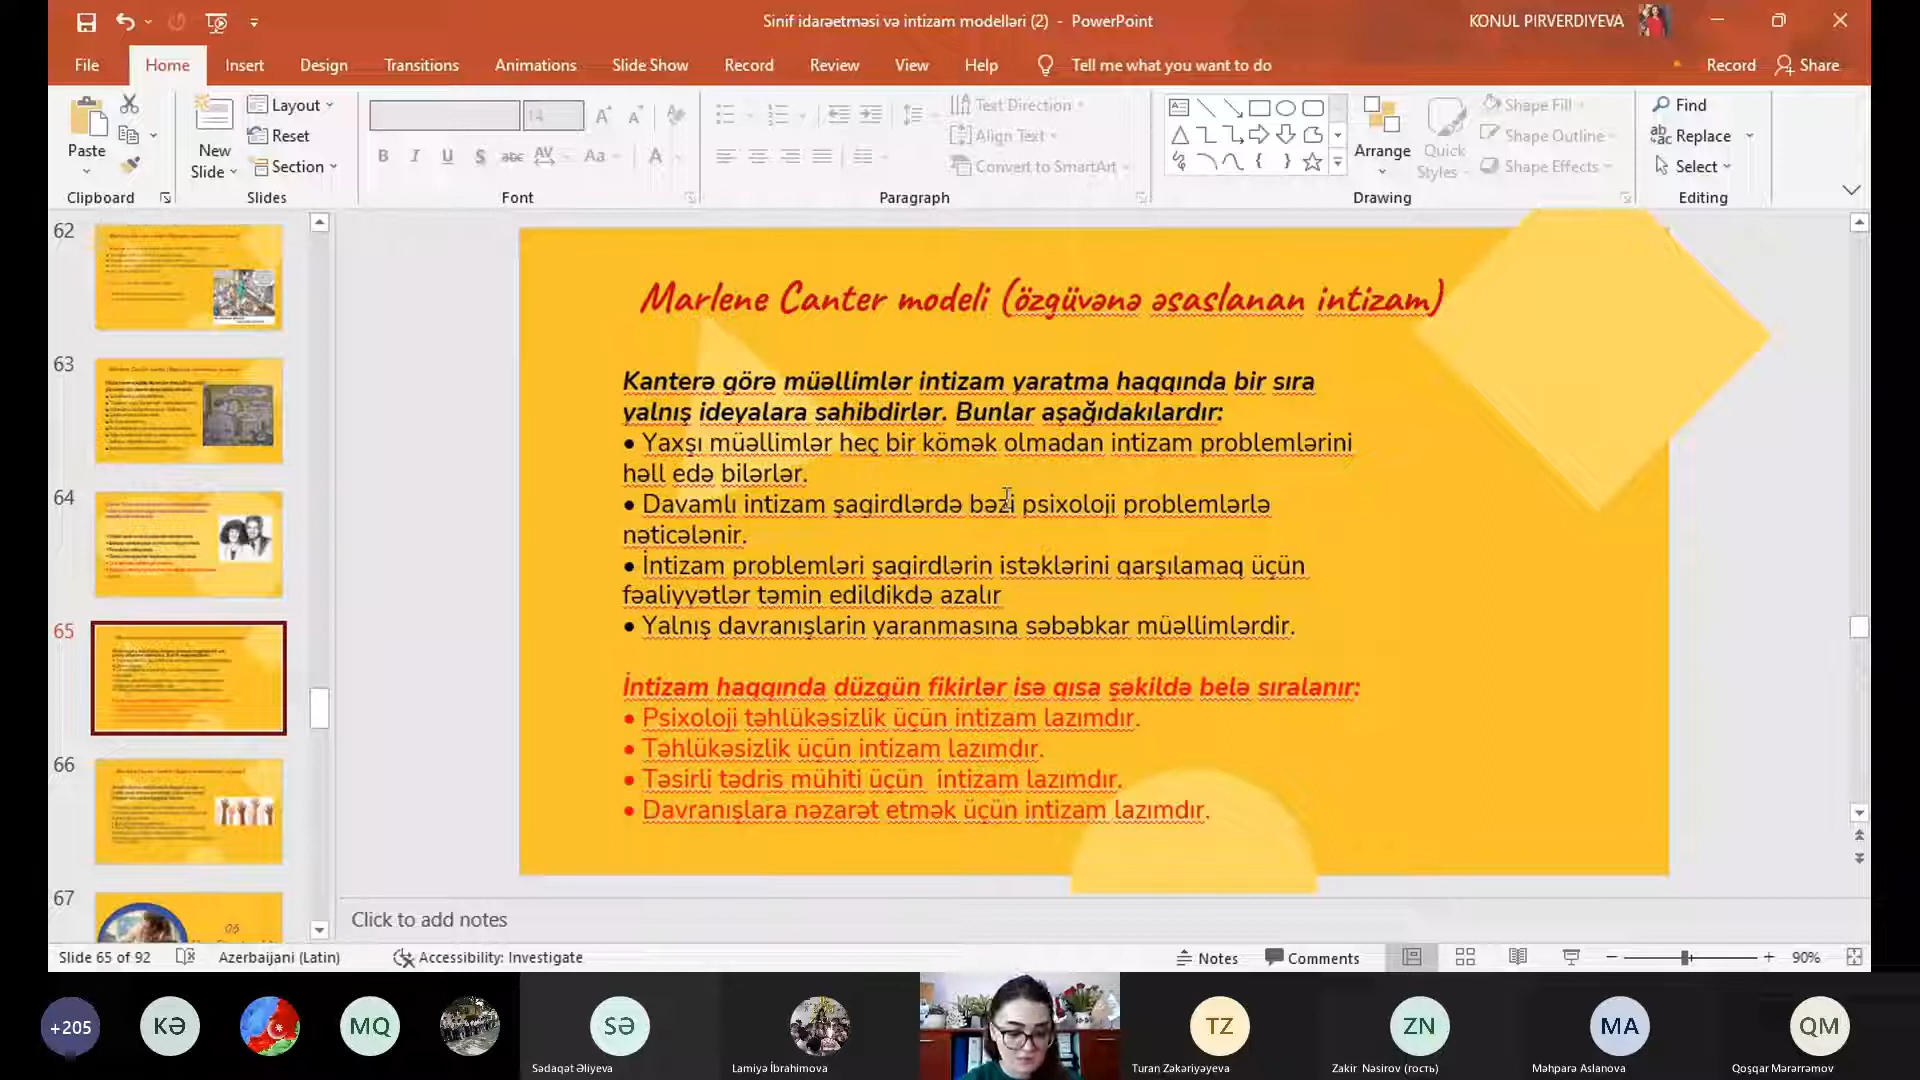 Sinif idarəetməsi və intizam modelləri (2) - PowerPoint
KONUL PIRVERDIYEVA
File Home Insert Design Transitions Animations Slide Show Record Review View Help Tell me what you want to do Record Share
Paste
Clipboard
New Slide
Layout
Reset
Section
Slides
14
B I U S abc AV Aa A
Font
Text Direction
Align Text
Convert to SmartArt
Paragraph
Arrange
Quick Styles
Shape Fill
Shape Outline
Shape Effects
Drawing
Find
Replace
Select
Editing
62
63
64
65
66
67
06
Marlene Canter modeli (özgüvənə əsaslanan intizam)
Kanterə görə müəllimlər intizam yaratma haqqında bir sıra
yalnış ideyalara sahibdirlər. Bunlar aşağıdakılardır:
• Yaxşı müəllimlər heç bir kömək olmadan intizam problemlərini
həll edə bilərlər.
• Davamlı intizam şagirdlərdə bəzi psixoloji problemlərlə
nəticələnir.
• İntizam problemləri şagirdlərin istəklərini qarşılamaq üçün
fəaliyyətlər təmin edildikdə azalır
• Yalnış davranışlarin yaranmasına səbəbkar müəllimlərdir.
İntizam haqqında düzgün fikirlər isə qısa şəkildə belə sıralanır:
• Psixoloji təhlükəsizlik üçün intizam lazımdır.
• Təhlükəsizlik üçün intizam lazımdır.
• Təsirli tədris mühiti üçün intizam lazımdır.
• Davranışlara nəzarət etmək üçün intizam lazımdır.
Click to add notes
Slide 65 of 92 Azerbaijani (Latin) Accessibility: Investigate Notes Comments 90%
+205 KƏ MQ SƏ TZ ZN MA QM
Sədaqət Əliyeva Lamiyə İbrahimova Turan Zəkəriyəyeva Zakir Nəsirov (гость) Məhparə Aslanova Qoşqar Məгərrəmov